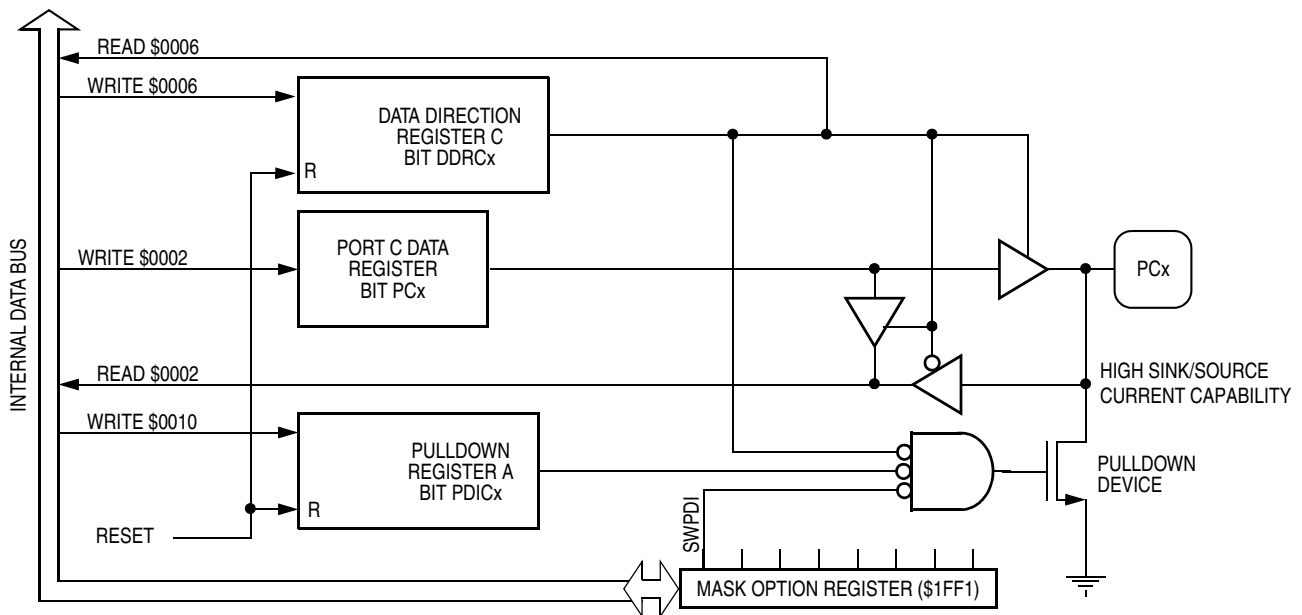 READ $0006
WRITE $0006
DATA DIRECTION
REGISTER C
BIT DDRCx
R
INTERNAL DATA BUS
WRITE $0002
PORT C DATA
REGISTER
BIT PCx
PCx
READ $0002
HIGH SINK/SOURCE
CURRENT CAPABILITY
WRITE $0010
PULLDOWN
REGISTER A
BIT PDICx
R
PULLDOWN
DEVICE
RESET
SWPDI
MASK OPTION REGISTER ($1FF1)